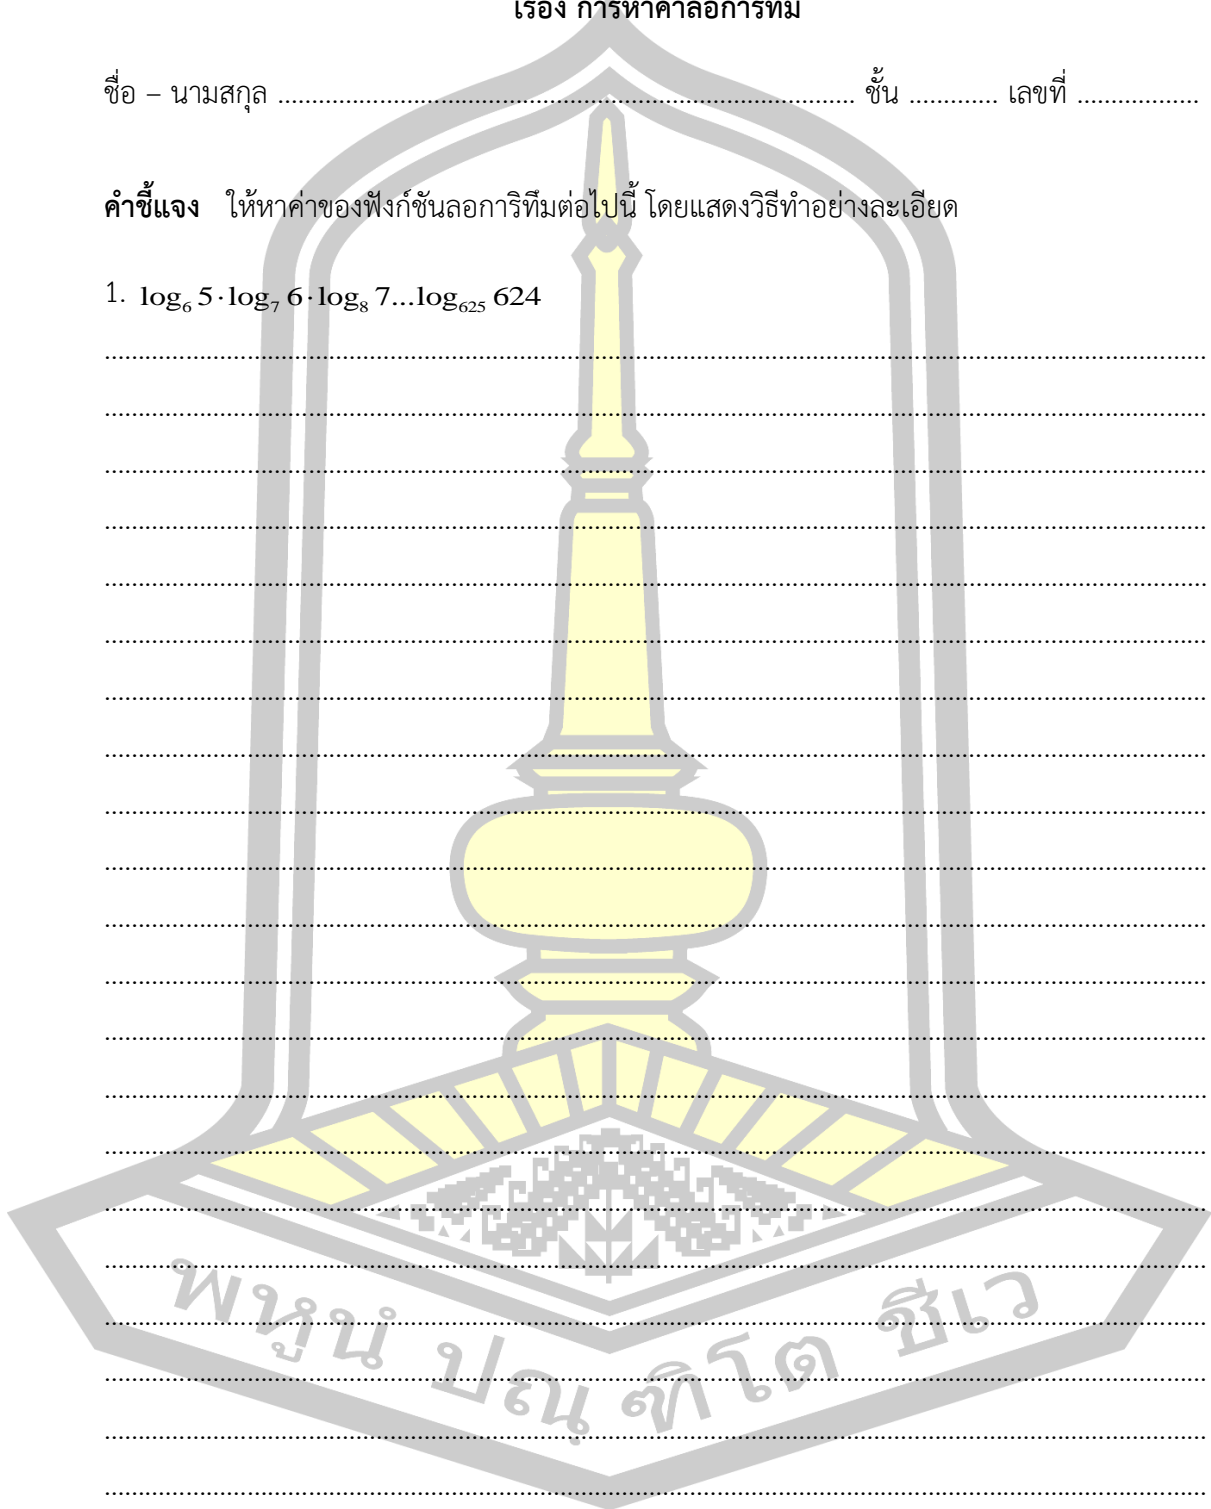 เรื่อง การหาค่าลอการิทึม
ชื่อ – นามสกุล ...................................................................................... ชั้น ............. เลขที่ ..................
คำชี้แจง ให้หาค่าของฟังก์ชันลอการิทึมต่อไปนี้ โดยแสดงวิธีทำอย่างละเอียด
1. log₆ 5·log₇ 6·log₈ 7...log₆₂₅ 624
พหูนํ ปณฺฑิโต ชีเว